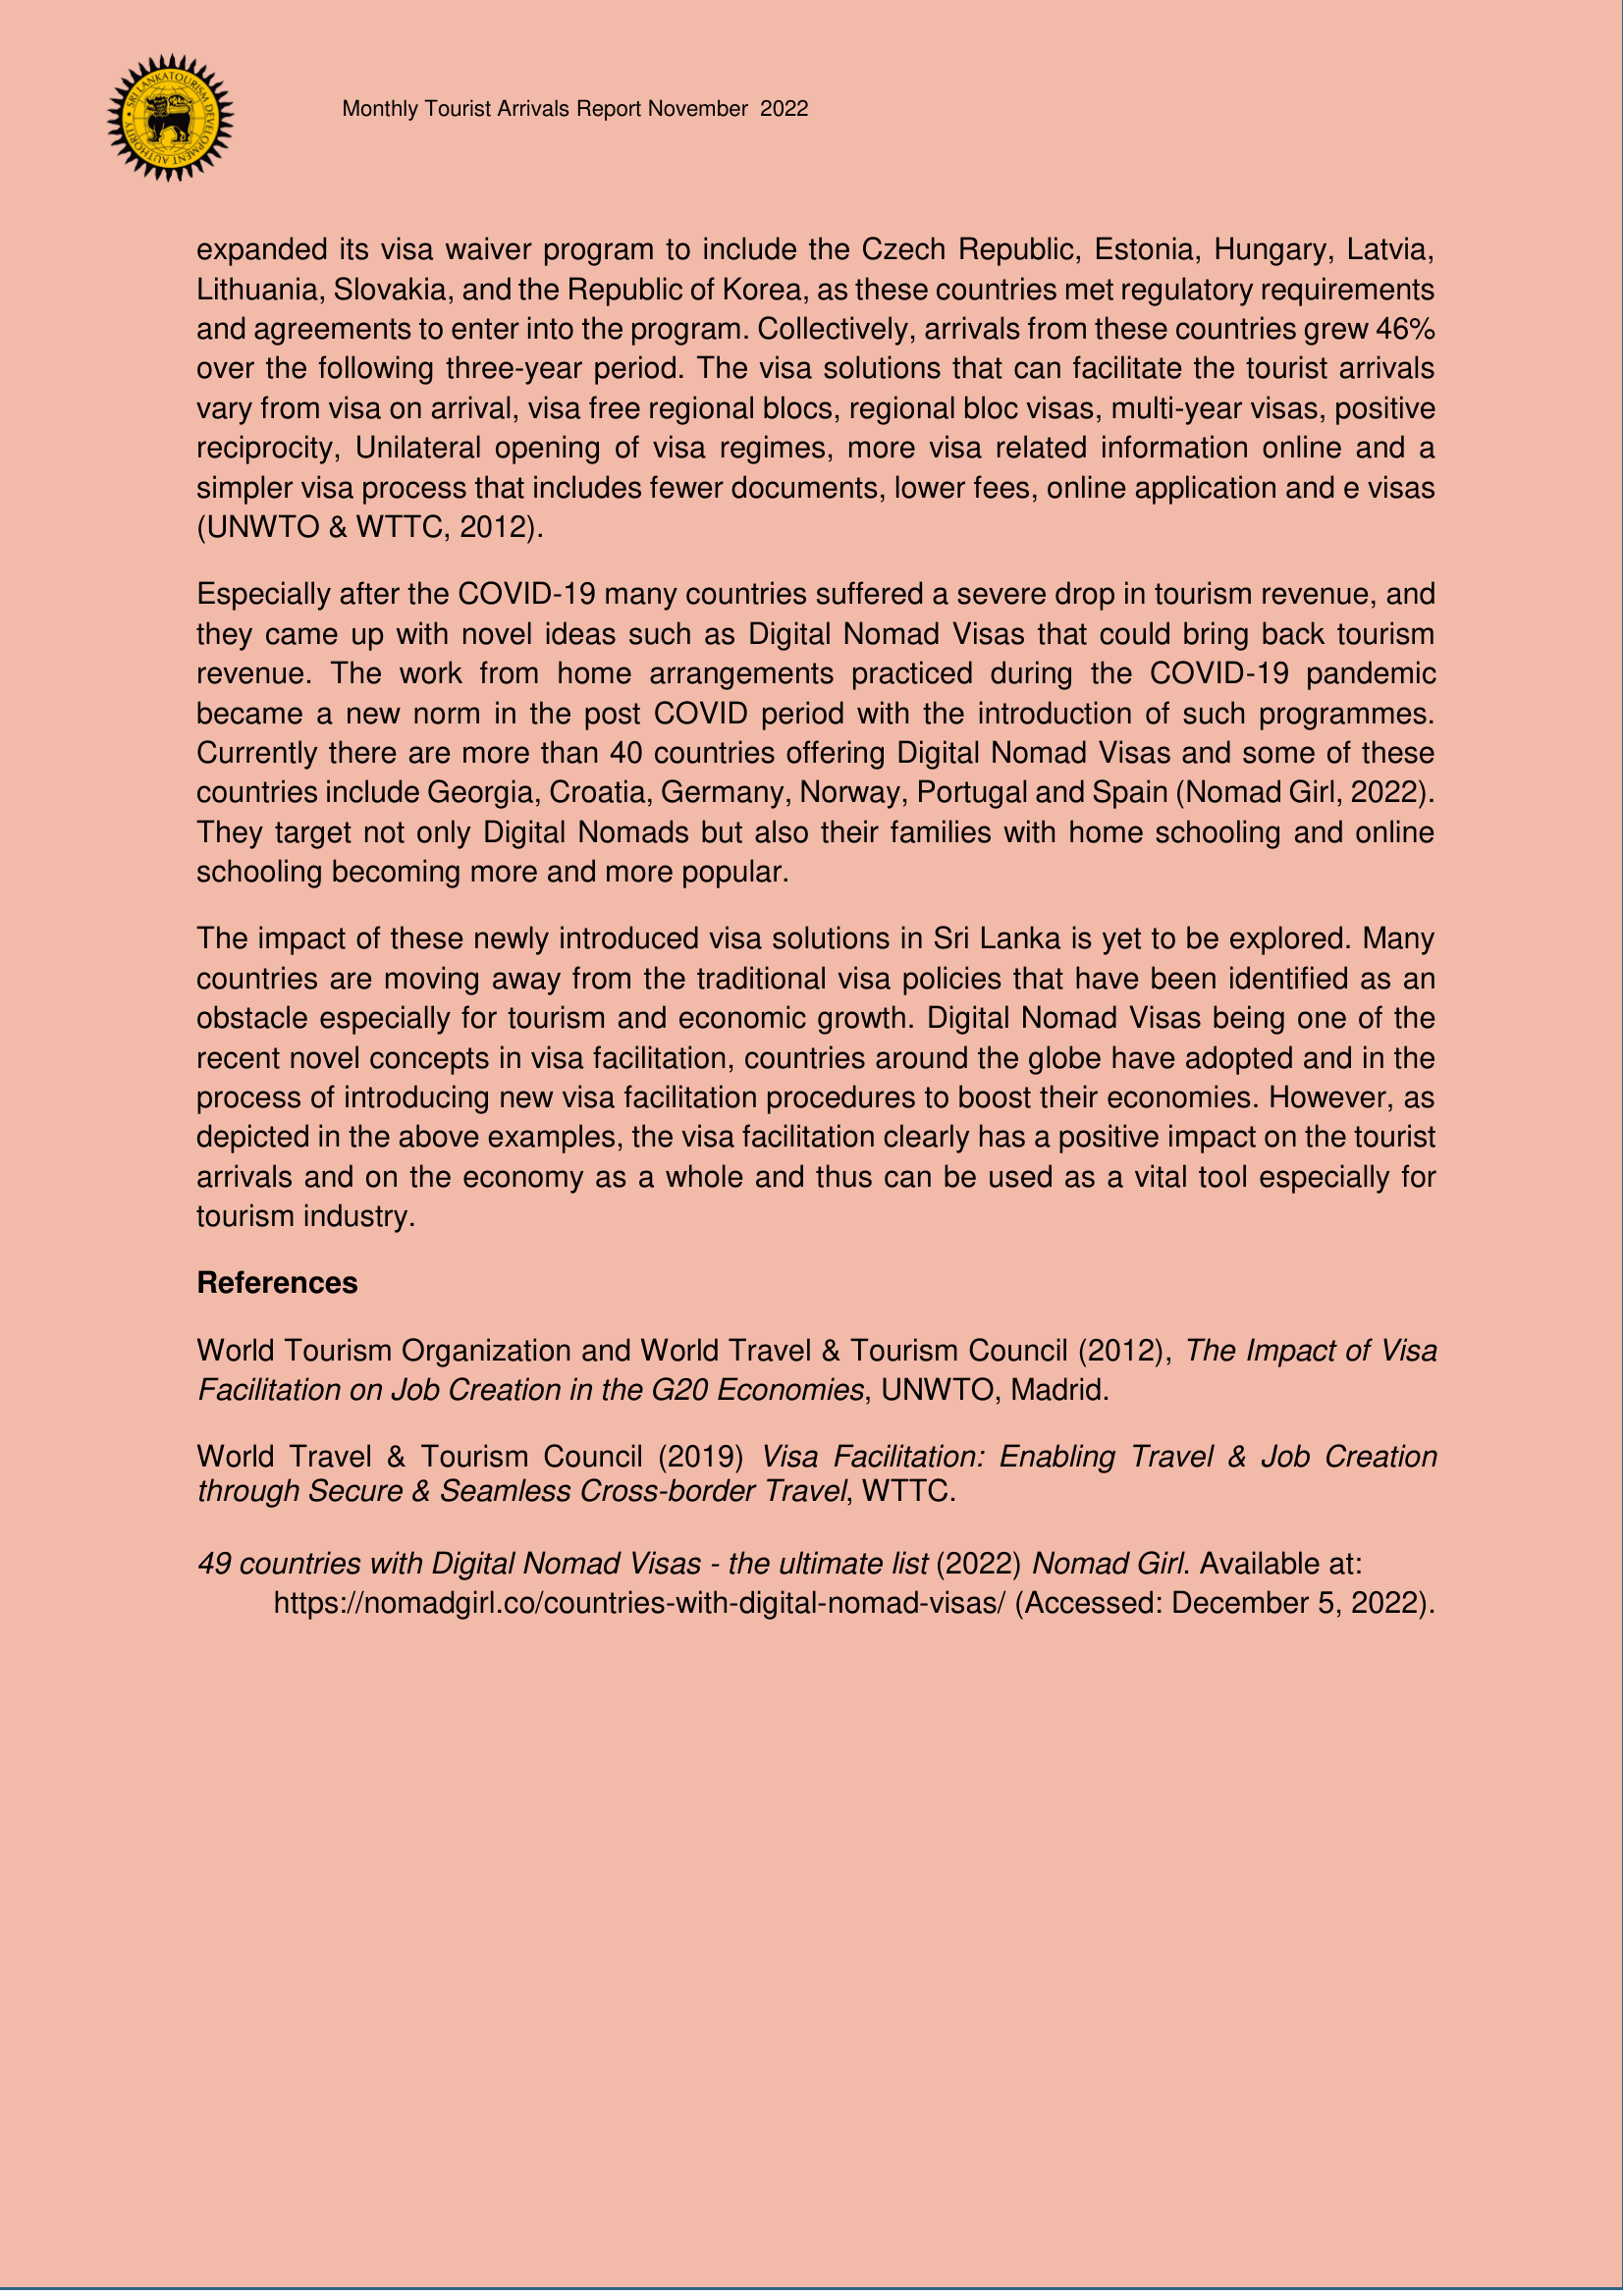 SRI LANKA TOURISM DEVELOPMENT AUTHORITY
Monthly Tourist Arrivals Report November  2022
expanded its visa waiver program to include the Czech Republic, Estonia, Hungary, Latvia,
Lithuania, Slovakia, and the Republic of Korea, as these countries met regulatory requirements
and agreements to enter into the program. Collectively, arrivals from these countries grew 46%
over the following three-year period. The visa solutions that can facilitate the tourist arrivals
vary from visa on arrival, visa free regional blocs, regional bloc visas, multi-year visas, positive
reciprocity, Unilateral opening of visa regimes, more visa related information online and a
simpler visa process that includes fewer documents, lower fees, online application and e visas
(UNWTO & WTTC, 2012).
Especially after the COVID-19 many countries suffered a severe drop in tourism revenue, and
they came up with novel ideas such as Digital Nomad Visas that could bring back tourism
revenue. The work from home arrangements practiced during the COVID-19 pandemic
became a new norm in the post COVID period with the introduction of such programmes.
Currently there are more than 40 countries offering Digital Nomad Visas and some of these
countries include Georgia, Croatia, Germany, Norway, Portugal and Spain (Nomad Girl, 2022).
They target not only Digital Nomads but also their families with home schooling and online
schooling becoming more and more popular.
The impact of these newly introduced visa solutions in Sri Lanka is yet to be explored. Many
countries are moving away from the traditional visa policies that have been identified as an
obstacle especially for tourism and economic growth. Digital Nomad Visas being one of the
recent novel concepts in visa facilitation, countries around the globe have adopted and in the
process of introducing new visa facilitation procedures to boost their economies. However, as
depicted in the above examples, the visa facilitation clearly has a positive impact on the tourist
arrivals and on the economy as a whole and thus can be used as a vital tool especially for
tourism industry.
References
World Tourism Organization and World Travel & Tourism Council (2012), The Impact of Visa
Facilitation on Job Creation in the G20 Economies, UNWTO, Madrid.
World Travel & Tourism Council (2019) Visa Facilitation: Enabling Travel & Job Creation
through Secure & Seamless Cross-border Travel, WTTC.
49 countries with Digital Nomad Visas - the ultimate list (2022) Nomad Girl. Available at:
https://nomadgirl.co/countries-with-digital-nomad-visas/ (Accessed: December 5, 2022).